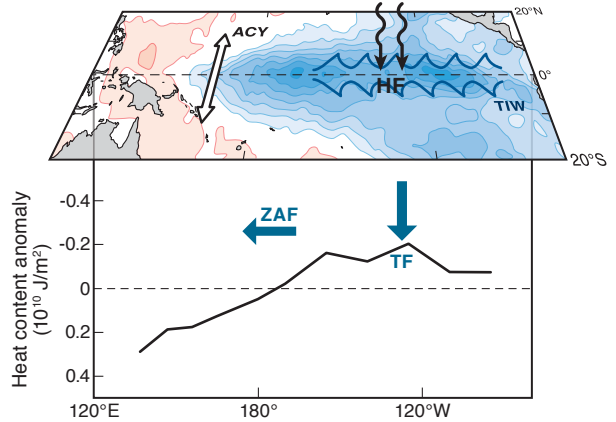 20°N
ACY
0°
HF
TIW
20°S
Heat content anomaly
(10¹⁰ J/m²)
-0.4
-0.2
0
0.2
0.4
ZAF
TF
120°E
180°
120°W